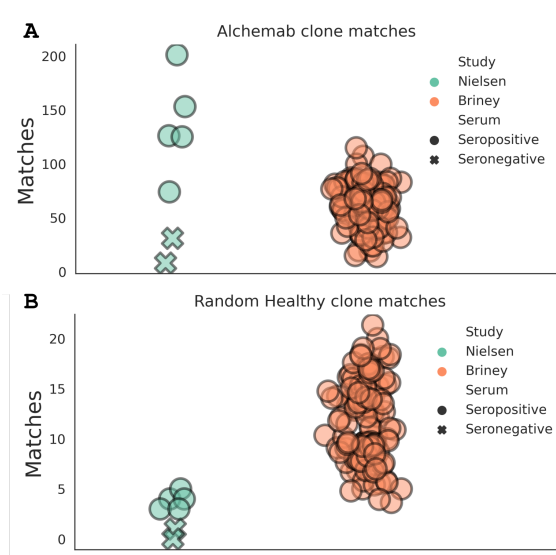 A
Alchemab clone matches
Matches
200
150
100
50
0
Study
Nielsen
Briney
Serum
Seropositive
Seronegative
B
Random Healthy clone matches
Matches
20
15
10
5
0
Study
Nielsen
Briney
Serum
Seropositive
Seronegative